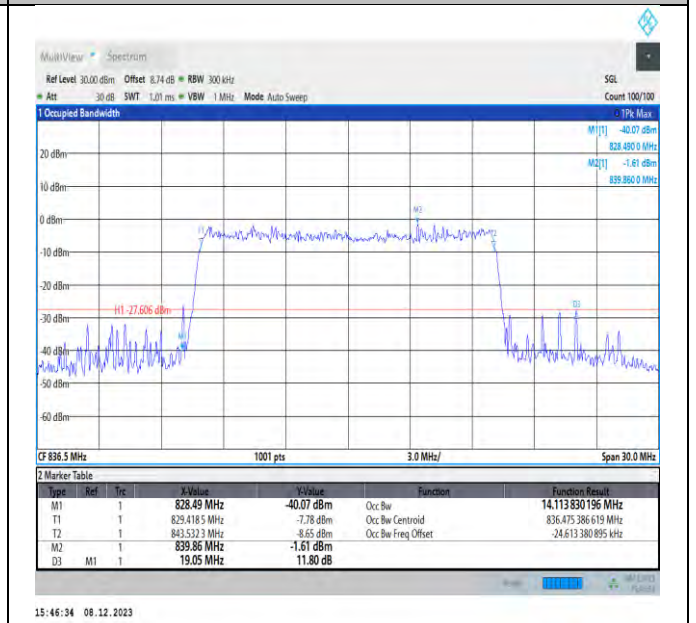 MultiView Spectrum
Ref Level 30.00 dBm Offset 8.74 dB RBW 300 kHz SGL
Att 30 dB SWT 1.01 ms VBW 1 MHz Mode Auto Sweep Count 100/100
1 Occupied Bandwidth 1Pk Max
M1[1] -40.07 dBm
828.490 0 MHz
20 dBm
M2[1] -1.61 dBm
839.860 0 MHz
10 dBm
M2
0 dBm
T1
T2
-10 dBm
-20 dBm
D3
H1 -27.606 dBm
-30 dBm
M1
-40 dBm
-50 dBm
-60 dBm
CF 836.5 MHz 1001 pts 3.0 MHz/ Span 30.0 MHz
2 Marker Table
Type Ref Trc X-Value Y-Value Function Function Result
M1 1 828.49 MHz -40.07 dBm Occ Bw 14.113 830 196 MHz
T1 1 829.418 5 MHz -7.78 dBm Occ Bw Centroid 836.475 386 619 MHz
T2 1 843.532 3 MHz -8.65 dBm Occ Bw Freq Offset -24.613 380 895 kHz
M2 1 839.86 MHz -1.61 dBm
D3 M1 1 19.05 MHz 11.80 dB
15:46:34 08.12.2023